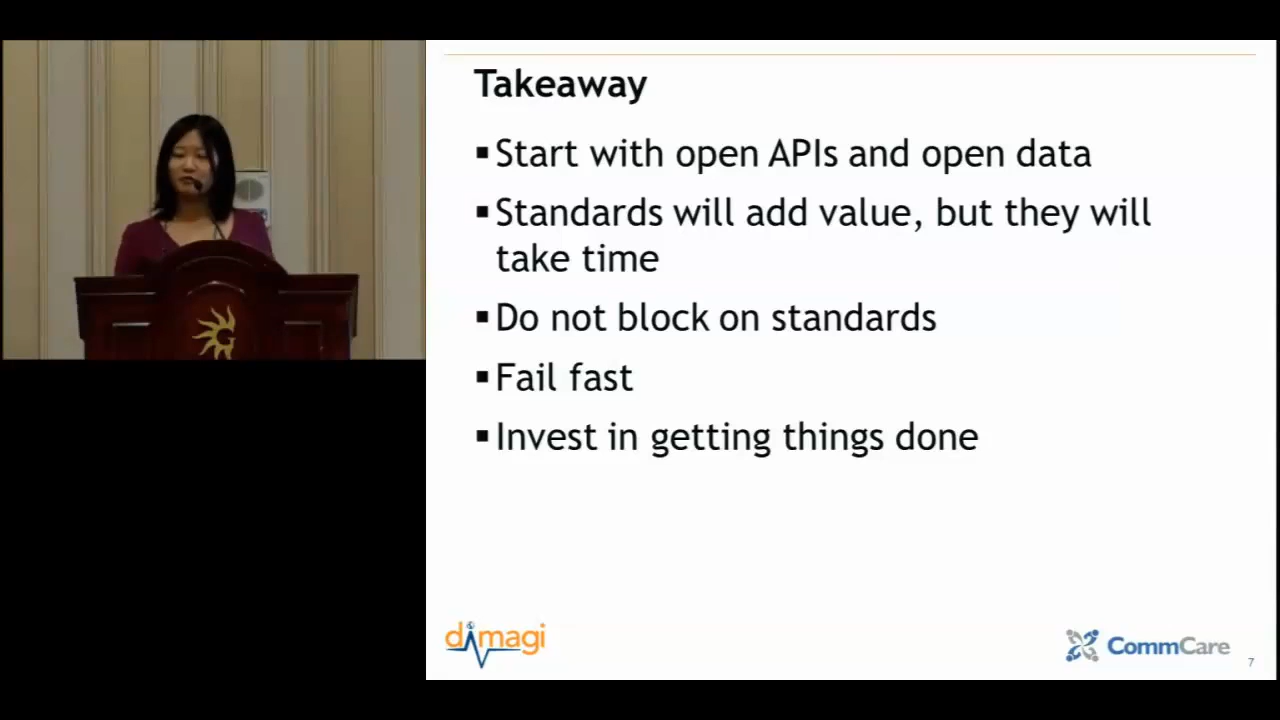 Takeaway
▪Start with open APIs and open data
▪Standards will add value, but they will
take time
▪Do not block on standards
▪Fail fast
▪Invest in getting things done
dimagi
CommCare
7
G